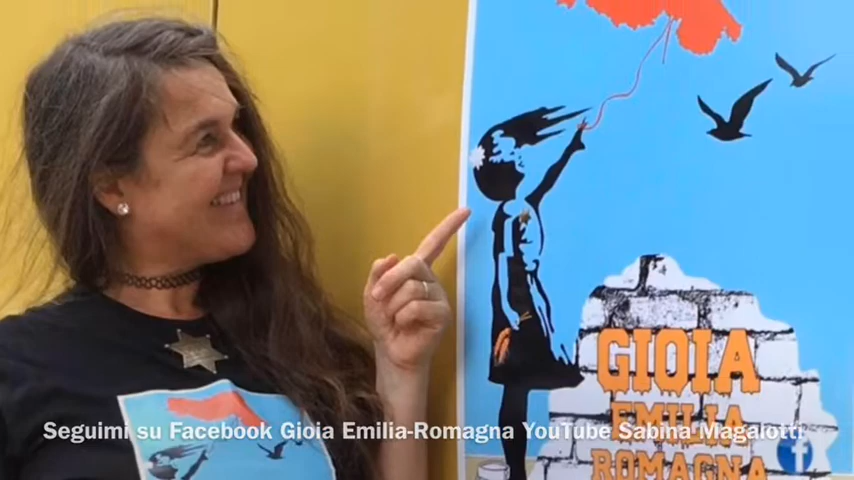 GIOIA
EMILIA
Seguimi su Facebook Gioia Emilia-Romagna YouTube Sabina Magalotti
ROMAGNA
f